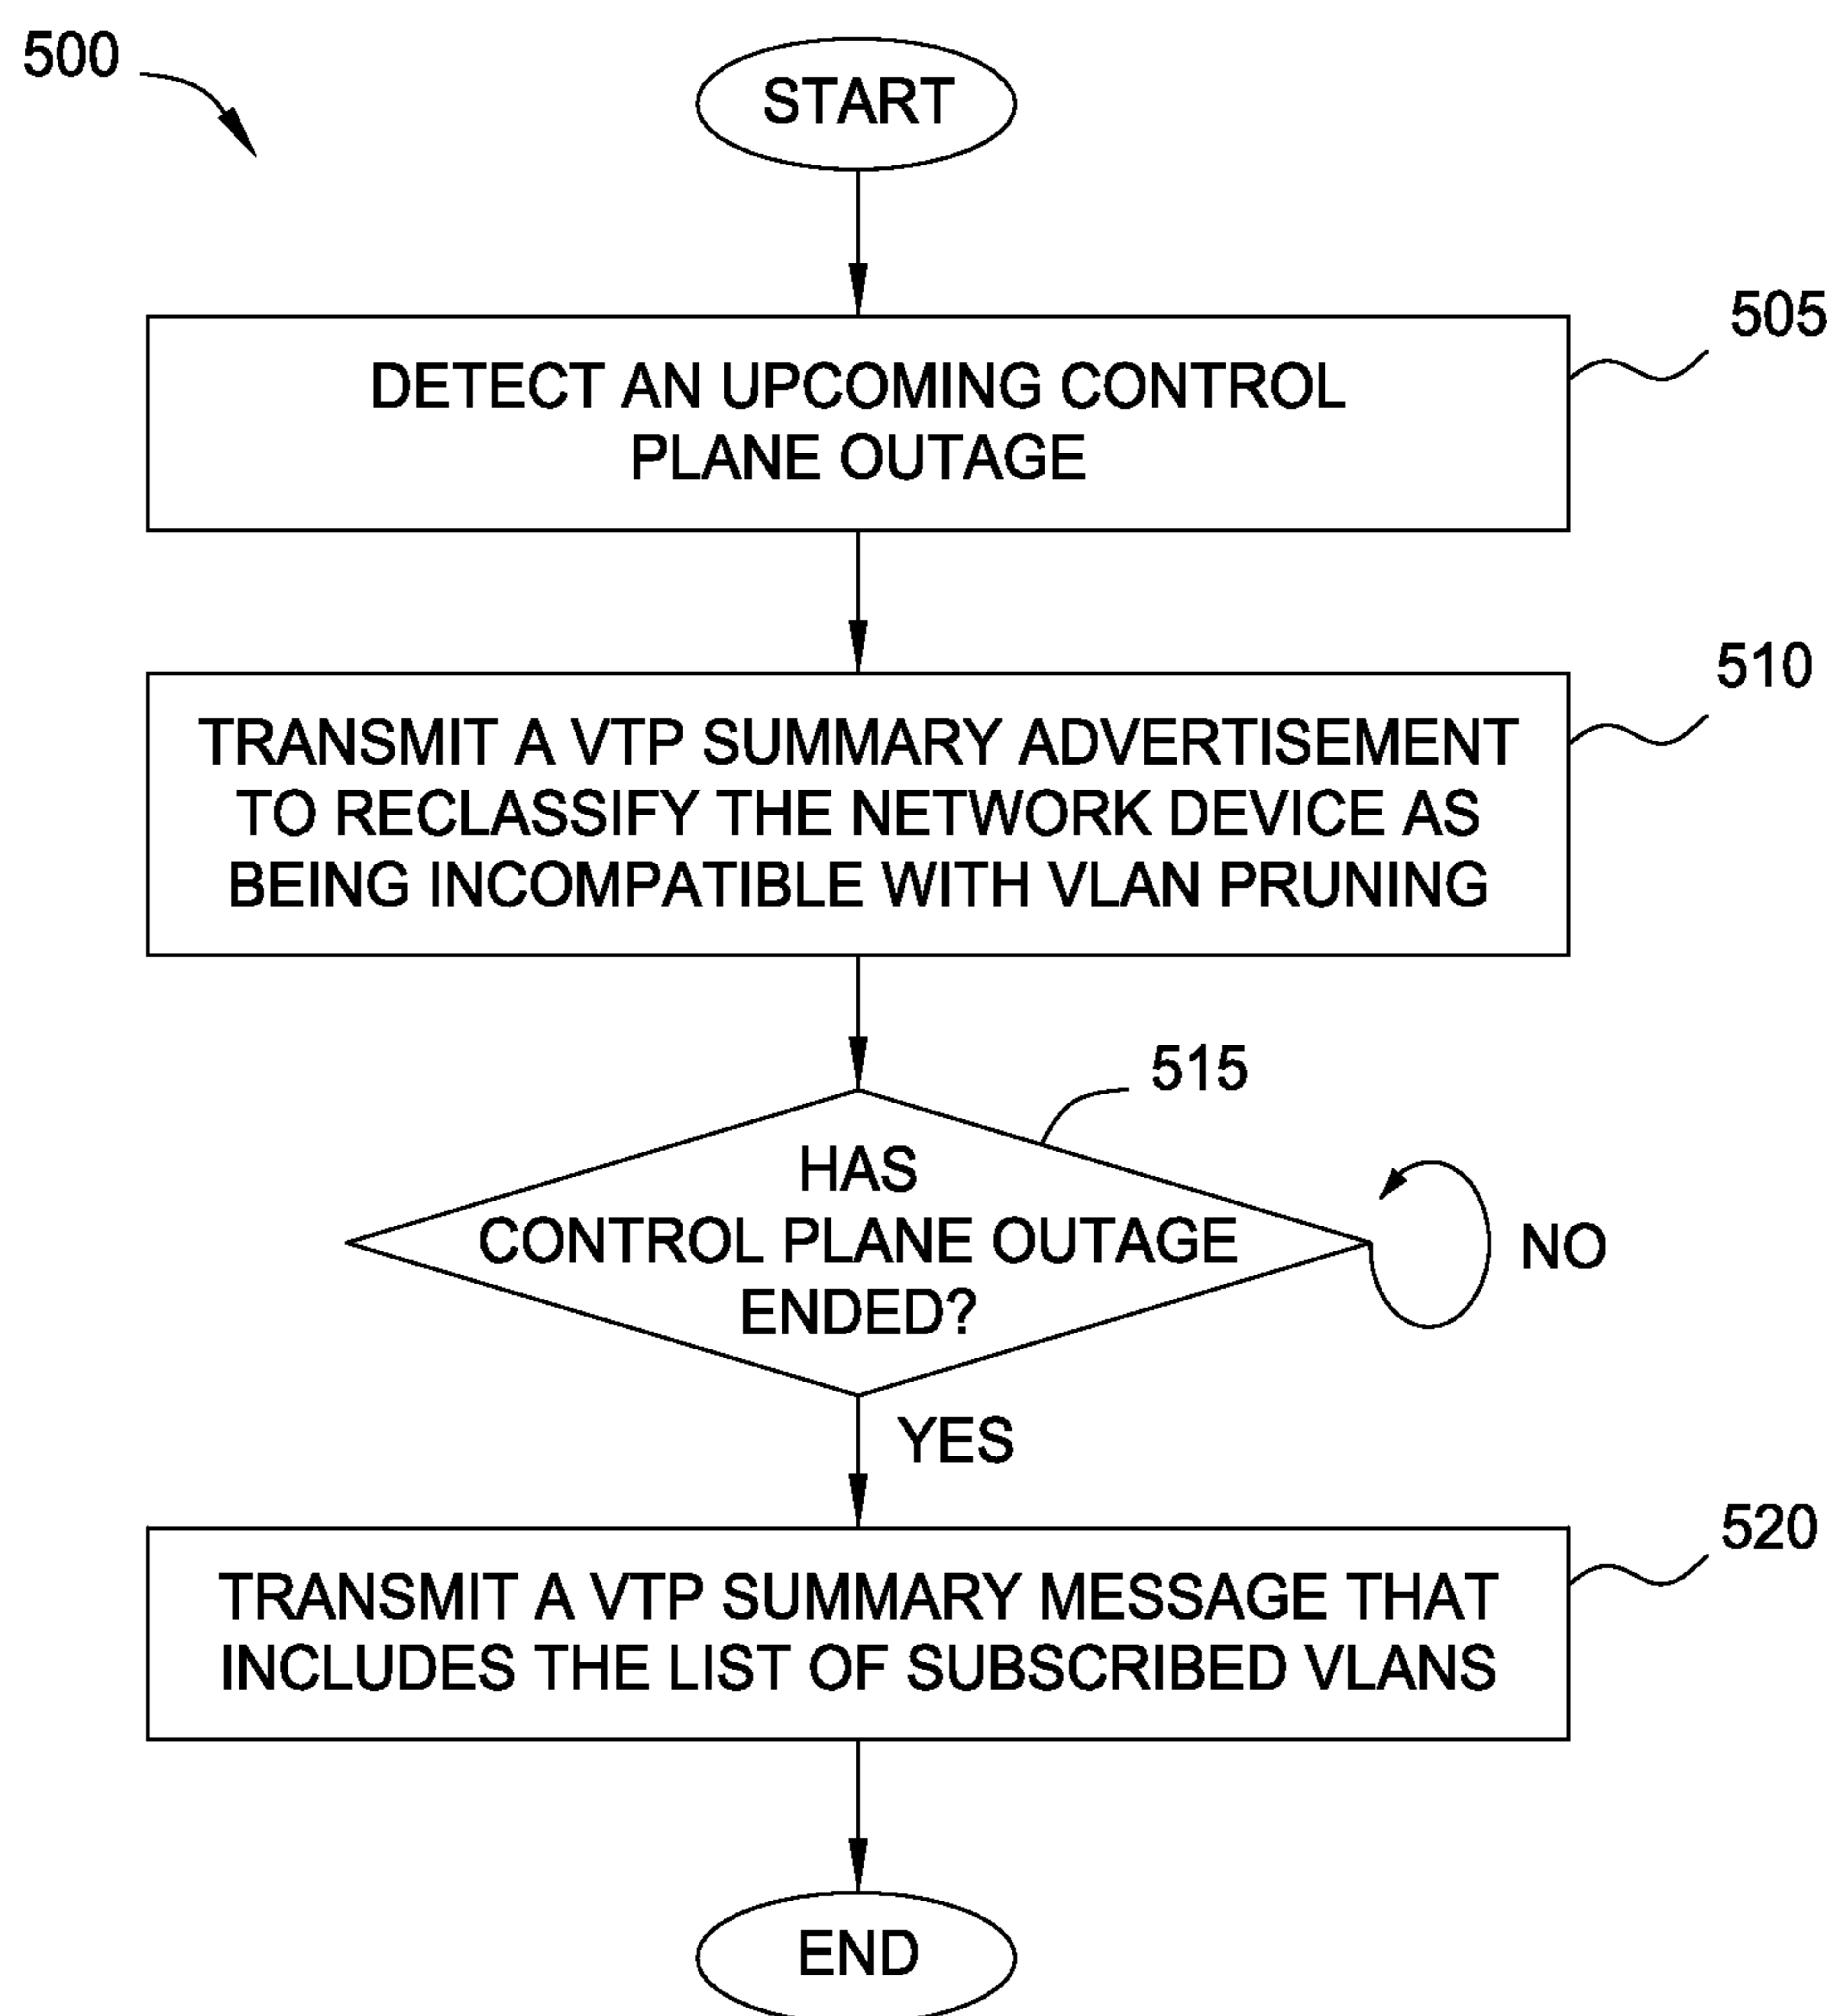 500
START
505
DETECT AN UPCOMING CONTROL
PLANE OUTAGE
510
TRANSMIT A VTP SUMMARY ADVERTISEMENT
TO RECLASSIFY THE NETWORK DEVICE AS
BEING INCOMPATIBLE WITH VLAN PRUNING
515
HAS
CONTROL PLANE OUTAGE
ENDED?
NO
YES
520
TRANSMIT A VTP SUMMARY MESSAGE THAT
INCLUDES THE LIST OF SUBSCRIBED VLANS
END